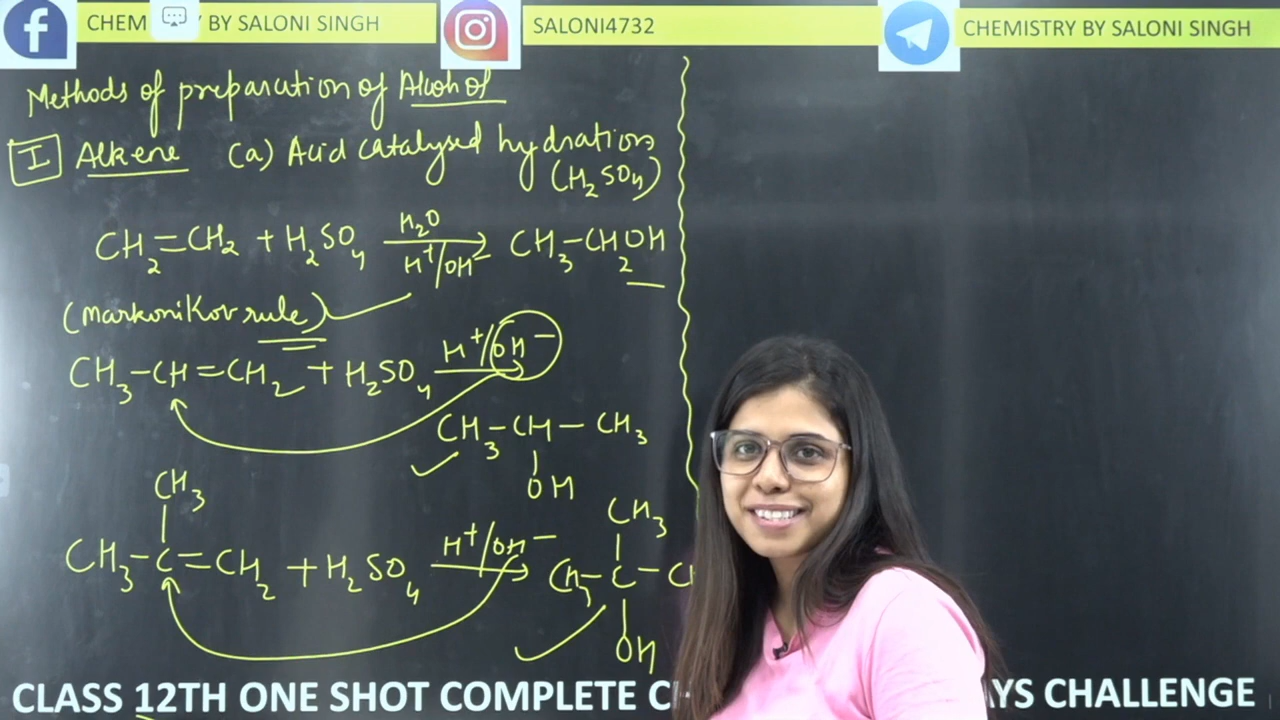 CHEM BY SALONI SINGH
SALONI4732
CHEMISTRY BY SALONI SINGH
Methods of preparation of Alcohol
I Alkene (a) Acid Catalysed hydration
(H2SO4)
CH2=CH2 + H2SO4 H2O H+/OH- CH3-CH2OH
(Markonikov rule)
CH3-CH=CH2 + H2SO4 H+/OH-
CH3-CH-CH3
OH
CH3
CH3-C=CH2 + H2SO4 H+/OH-
CH3
CH3-C-
OH
CLASS 12TH ONE SHOT COMPLETE CHALLENGE